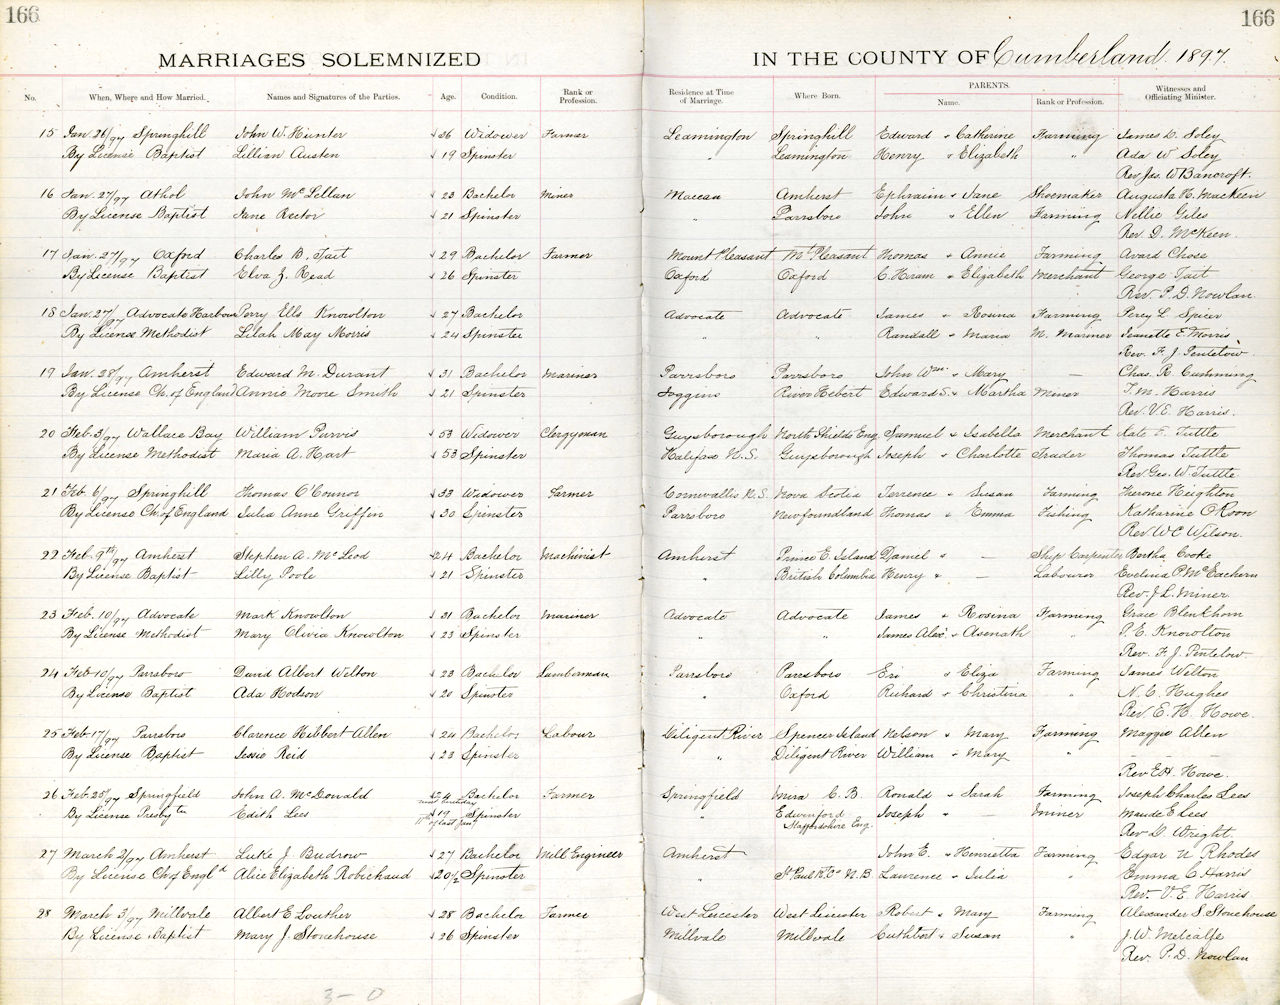 166
166
MARRIAGES SOLEMNIZED IN THE COUNTY OF Cumberland 1897.
No. When, Where and How Married. Names and Signatures of the Parties. Age. Condition. Rank or Profession. Residence at Time of Marriage. Where Born. PARENTS. Name. Rank or Profession. Witnesses and Officiating Minister.
15 Jan. 26/97 Springhill John W. Hunter 36 Widower Farmer Leamington Springhill Edward & Catherine Farming James D. Soley
By License Baptist Lillian Austen 19 Spinster " Leamington Henry & Elizabeth " Ada W Soley
Rev. Jas. W Bancroft.
16 Jan. 27/97 Athol John McLellan 23 Bachelor Miner Maccan Amherst Ephraim & Jane Shoemaker Augusta H. MacKeen
By License Baptist Jane Rector 21 Spinster " Parrsboro John & Ellen Farming Nellie Giles
Rev. D. McKeen.
17 Jan. 27/97 Oxford Charles B. Tait 29 Bachelor Farmer Mount Pleasant Mt. Pleasant Thomas & Annie Farming Avard Chase
By License Baptist Elva Z. Read 26 Spinster Oxford Oxford C. Hiram & Elizabeth Merchant George Tait
Rev. P. D. Nowlan.
18 Jan. 27/97 Advocate Harbour Perry Ells Knowlton 27 Bachelor Advocate Advocate James & Rosina Farming Percy L. Spicer
By License Methodist Lilah May Morris 24 Spinster " " Randall & Maria M. Mariner Jeanette E. Morris
Rev. F. J. Pentelow.
19 Jan. 28/97 Amherst Edward M. Durant 31 Bachelor Mariner Parrsboro Parrsboro John Wm. & Mary — Chas. R. Cumming
By License Ch. of England Annie Moore Smith 21 Spinster Joggins River Hebert Edward S. & Martha Miner T. M. Harris
Rev. V. E. Harris.
20 Feb. 3/97 Wallace Bay William Purvis 53 Widower Clergyman Guysborough North Shields Eng. Samuel & Isabella Merchant Kate E. Tuttle
By License Methodist Maria A. Hart 53 Spinster Halifax N.S. Guysborough Joseph & Charlotte Trader Thomas Tuttle
Rev. Geo. W. Tuttle
21 Feb. 6/97 Springhill Thomas O'Connor 33 Widower Farmer Cornwallis N.S. Nova Scotia Terrence & Susan Farming Heighton
By License Ch. of England Julia Anne Griffin 30 Spinster Parrsboro Newfoundland Thomas & Emma Fishing Katharine O'Roon
Rev. W C Wilson.
22 Feb. 9th/97 Amherst Stephen A. McLeod 24 Bachelor Machinist Amherst Prince E. Island Daniel & — Ship Carpenter Bertha Cooke
By License Baptist Lilly Poole 21 Spinster " British Columbia Henry & — Labourer Evelina P. McEachern
Rev. J. L. Miner.
23 Feb. 10/97 Advocate Mark Knowlton 31 Bachelor Mariner Advocate Advocate James & Rosina Farming Grace Blenkhorn
By License Methodist Mary Olivia Knowlton 23 Spinster " " James Alex. & Asenath " P. E. Knowlton
Rev. F. J. Pentelow.
24 Feb. 10/97 Parrsboro David Albert Welton 23 Bachelor Lumberman Parrsboro Parrsboro Eri & Eliza Farming James Welton
By License Baptist Ada Hodson 20 Spinster " Oxford Richard & Christina " N. C. Hughes
Rev. E. H. Howe.
25 Feb. 17/97 Parrsboro Clarence Hibbert Allen 24 Bachelor Labour Diligent River Spencer Island Nelson & Mary Farming Maggie Allen
By License Baptist Jessie Reid 23 Spinster " Diligent River William & Mary "
Rev E.H. Howe.
26 Feb. 25/97 Springfield John A. McDonald 24 Bachelor Farmer Springfield Mira C. B. Ronald & Sarah Farming Joseph Charles Lees
next birthday
By License Presbytn Edith Lees 19 Spinster Joseph & — Miner Maude E Lees
of last Jany Staffordshire Eng. Rev D. Wright.
27 March 2/97 Amherst Luke J. Budrow 27 Bachelor Mill Engineer Amherst John E. & Henrietta Farming Edgar N Rhodes
By License Ch of Engld Alice Elizabeth Robichaud 20½ Spinster " St Paul K. Co. N. B. Lawrence & Julia " Emma C Harris
Rev. V. E. Harris
28 March 3/97 Millvale Albert E Louther 28 Bachelor Farmer West Leicester West Leicester Robert & Mary Farming Alexander S. Stonehouse
By License Baptist Mary J. Stonehouse 26 Spinster Millvale Millvale Cuthbert & Susan " J. W. Metcalfe
Rev. P. D. Nowlan
3-0